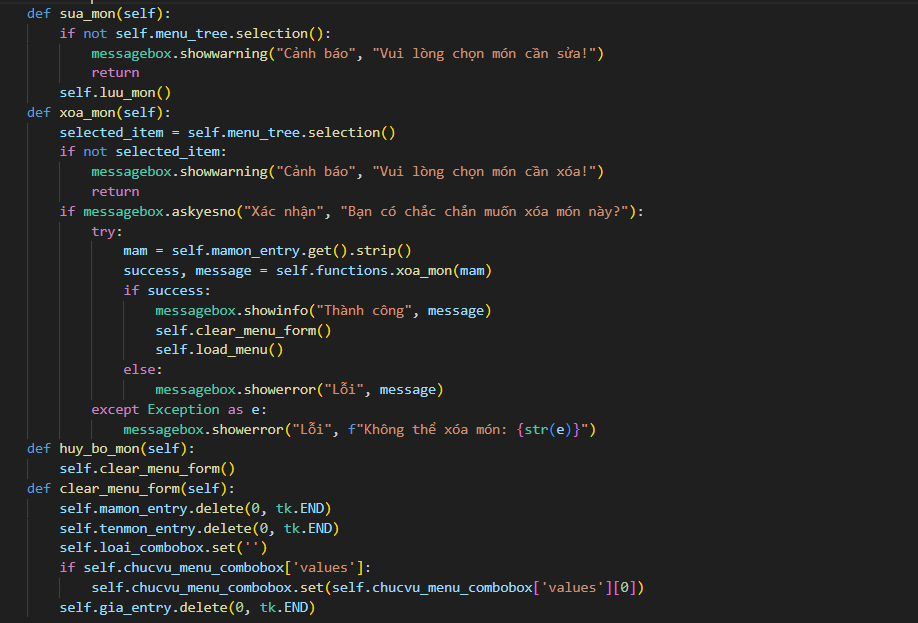 def sua_mon(self):
    if not self.menu_tree.selection():
        messagebox.showwarning("Cảnh báo", "Vui lòng chọn món cần sửa!")
        return
    self.luu_mon()
def xoa_mon(self):
    selected_item = self.menu_tree.selection()
    if not selected_item:
        messagebox.showwarning("Cảnh báo", "Vui lòng chọn món cần xóa!")
        return
    if messagebox.askyesno("Xác nhận", "Bạn có chắc chắn muốn xóa món này?"):
        try:
            mam = self.mamon_entry.get().strip()
            success, message = self.functions.xoa_mon(mam)
            if success:
                messagebox.showinfo("Thành công", message)
                self.clear_menu_form()
                self.load_menu()
            else:
                messagebox.showerror("Lỗi", message)
        except Exception as e:
            messagebox.showerror("Lỗi", f"Không thể xóa món: {str(e)}")
def huy_bo_mon(self):
    self.clear_menu_form()
def clear_menu_form(self):
    self.mamon_entry.delete(0, tk.END)
    self.tenmon_entry.delete(0, tk.END)
    self.loai_combobox.set('')
    if self.chucvu_menu_combobox['values']:
        self.chucvu_menu_combobox.set(self.chucvu_menu_combobox['values'][0])
    self.gia_entry.delete(0, tk.END)